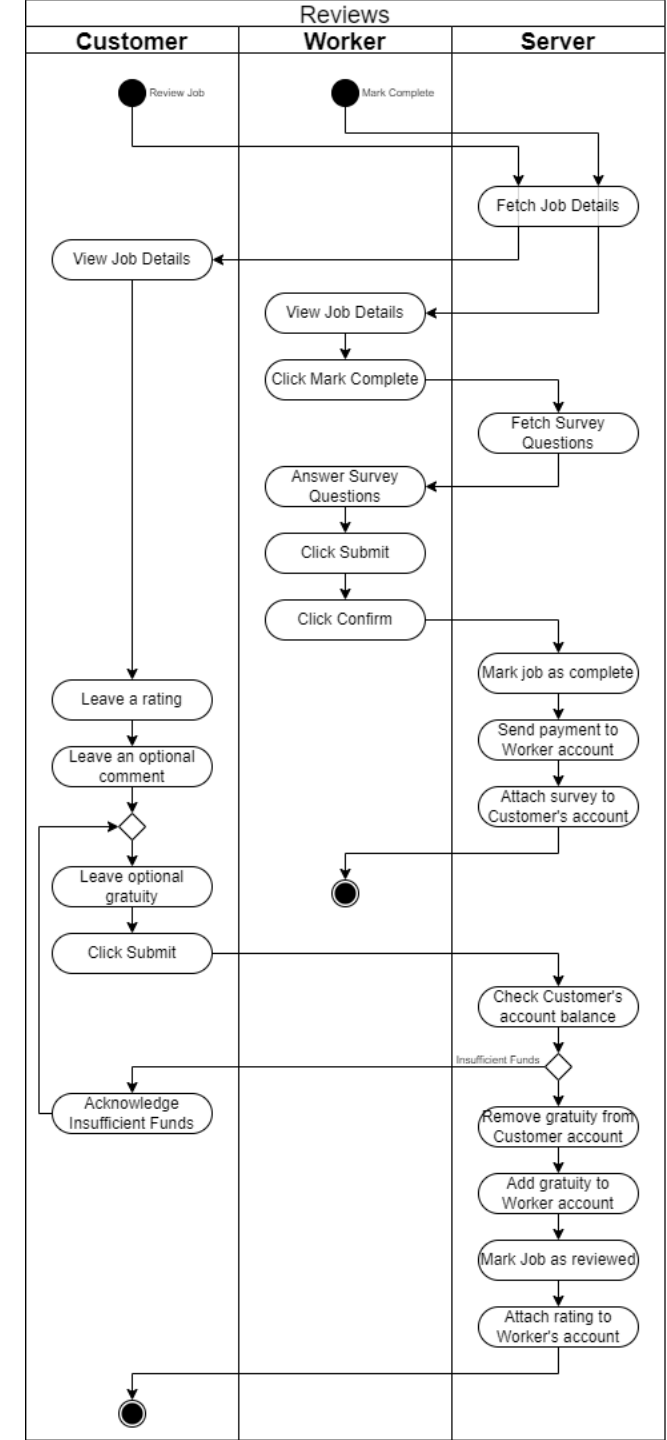 Reviews
Customer
Worker
Server
Review Job
Mark Complete
Fetch Job Details
View Job Details
View Job Details
Click Mark Complete
Fetch Survey
Questions
Answer Survey
Questions
Click Submit
Click Confirm
Mark job as complete
Leave a rating
Send payment to
Worker account
Leave an optional
comment
Attach survey to
Customer's account
Leave optional
gratuity
Click Submit
Check Customer's
account balance
Insufficient Funds
Acknowledge
Insufficient Funds
Remove gratuity from
Customer account
Add gratuity to
Worker account
Mark Job as reviewed
Attach rating to
Worker's account